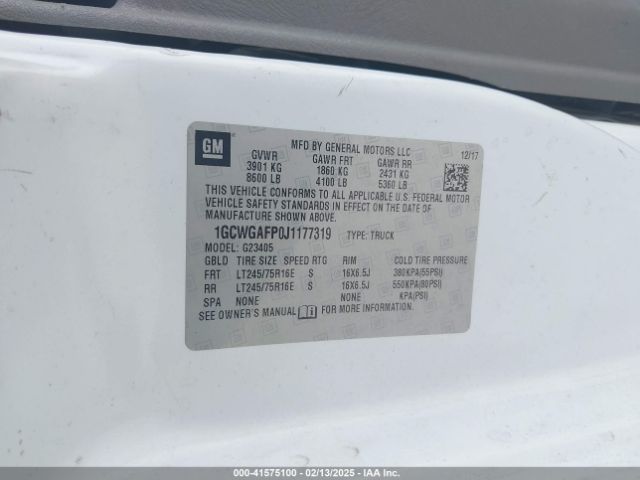 GM
MFD BY GENERAL MOTORS LLC 12/17
GVWR GAWR FRT GAWR RR
3901 KG 1860 KG 2431 KG
8600 LB 4100 LB 5360 LB
THIS VEHICLE CONFORMS TO ALL APPLICABLE U.S. FEDERAL MOTOR
VEHICLE SAFETY STANDARDS IN EFFECT ON THE DATE OF
MANUFACTURE SHOWN ABOVE.
1GCWGAFP0J1177319 TYPE: TRUCK
MODEL: G23405
GBLD TIRE SIZE SPEED RTG RIM COLD TIRE PRESSURE
FRT LT245/75R16E S 16X6.5J 380KPA(55PSI)
RR LT245/75R16E S 16X6.5J 550KPA(80PSI)
SPA NONE NONE KPA(PSI)
SEE OWNER'S MANUAL FOR MORE INFORMATION.
00-41575100 - 02/13/2025 - IAAI.COM